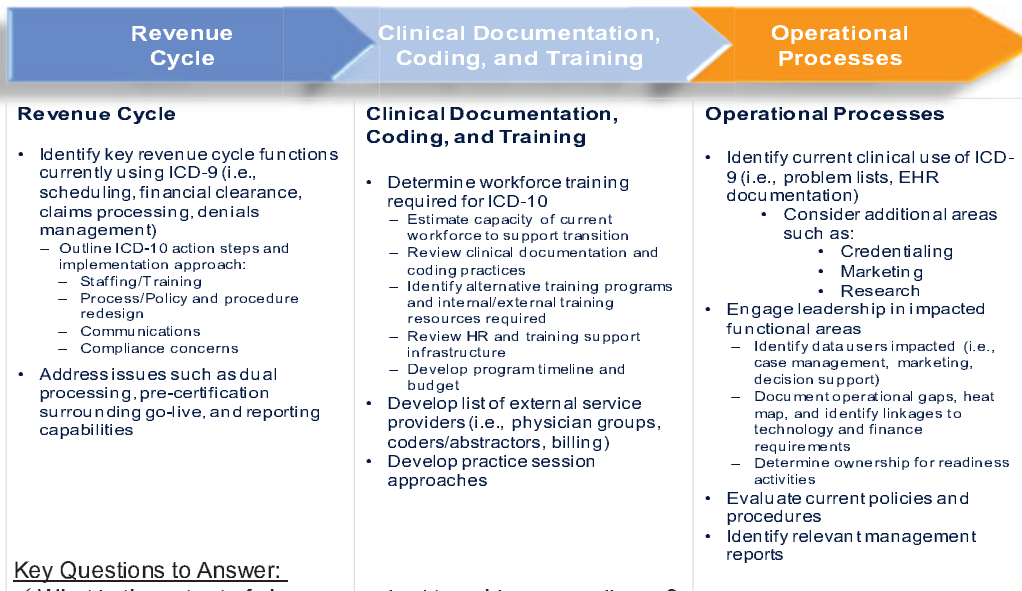 Revenue
Cycle
Clinical Documentation,
Coding, and Training
Operational
Processes
Revenue Cycle
• Identify key revenue cycle functions
currently using ICD-9 (i.e.,
scheduling, financial clearance,
claims processing, denials
management)
– Outline ICD-10 action steps and
implementation approach:
– Staffing/Training
– Process/Policy and procedure
redesign
– Communications
– Compliance concerns
• Address issues such as dual
processing, pre-certification
surrounding go-live, and reporting
capabilities
Clinical Documentation,
Coding, and Training
• Determine workforce training
required for ICD-10
– Estimate capacity of current
workforce to support transition
– Review clinical documentation and
coding practices
– Identify alternative training programs
and internal/external training
resources required
– Review HR and training support
infrastructure
– Develop program timeline and
budget
• Develop list of external service
providers (i.e., physician groups,
coders/abstractors, billing)
• Develop practice session
approaches
Operational Processes
• Identify current clinical use of ICD-
9 (i.e., problem lists, EHR
documentation)
• Consider additional areas
such as:
• Credentialing
• Marketing
• Research
• Engage leadership in impacted
functional areas
– Identify data users impacted (i.e.,
case management, marketing,
decision support)
– Document operational gaps, heat
map, and identify linkages to
technology and finance
requirements
– Determine ownership for readiness
activities
• Evaluate current policies and
procedures
• Identify relevant management
reports
Key Questions to Answer: